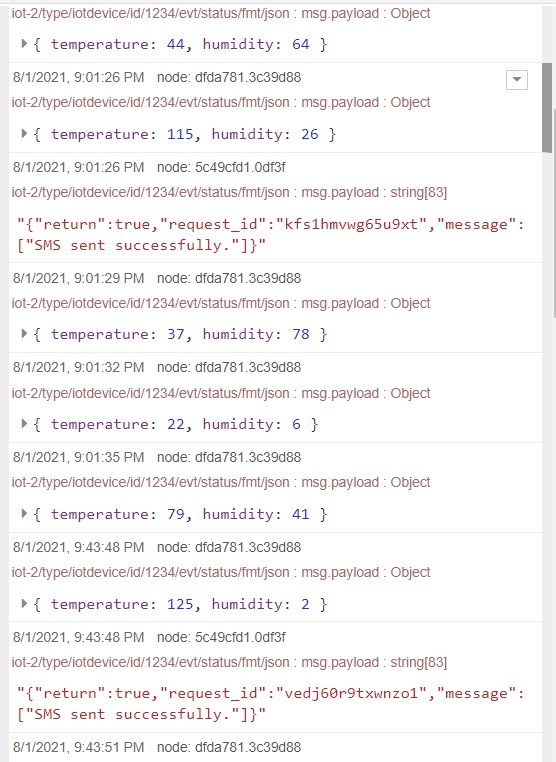 iot-2/type/iotdevice/id/1234/evt/status/fmt/json : msg.payload : Object
{ temperature: 44, humidity: 64 }
8/1/2021, 9:01:26 PM node: dfda781.3c39d88
iot-2/type/iotdevice/id/1234/evt/status/fmt/json : msg.payload : Object
{ temperature: 115, humidity: 26 }
8/1/2021, 9:01:26 PM node: 5c49cfd1.0df3f
iot-2/type/iotdevice/id/1234/evt/status/fmt/json : msg.payload : string[83]
"{"return":true,"request_id":"kfs1hmvwg65u9xt","message":
["SMS sent successfully."]}"
8/1/2021, 9:01:29 PM node: dfda781.3c39d88
iot-2/type/iotdevice/id/1234/evt/status/fmt/json : msg.payload : Object
{ temperature: 37, humidity: 78 }
8/1/2021, 9:01:32 PM node: dfda781.3c39d88
iot-2/type/iotdevice/id/1234/evt/status/fmt/json : msg.payload : Object
{ temperature: 22, humidity: 6 }
8/1/2021, 9:01:35 PM node: dfda781.3c39d88
iot-2/type/iotdevice/id/1234/evt/status/fmt/json : msg.payload : Object
{ temperature: 79, humidity: 41 }
8/1/2021, 9:43:48 PM node: dfda781.3c39d88
iot-2/type/iotdevice/id/1234/evt/status/fmt/json : msg.payload : Object
{ temperature: 125, humidity: 2 }
8/1/2021, 9:43:48 PM node: 5c49cfd1.0df3f
iot-2/type/iotdevice/id/1234/evt/status/fmt/json : msg.payload : string[83]
"{"return":true,"request_id":"vedj60r9txwnzo1","message":
["SMS sent successfully."]}"
8/1/2021, 9:43:51 PM node: dfda781.3c39d88